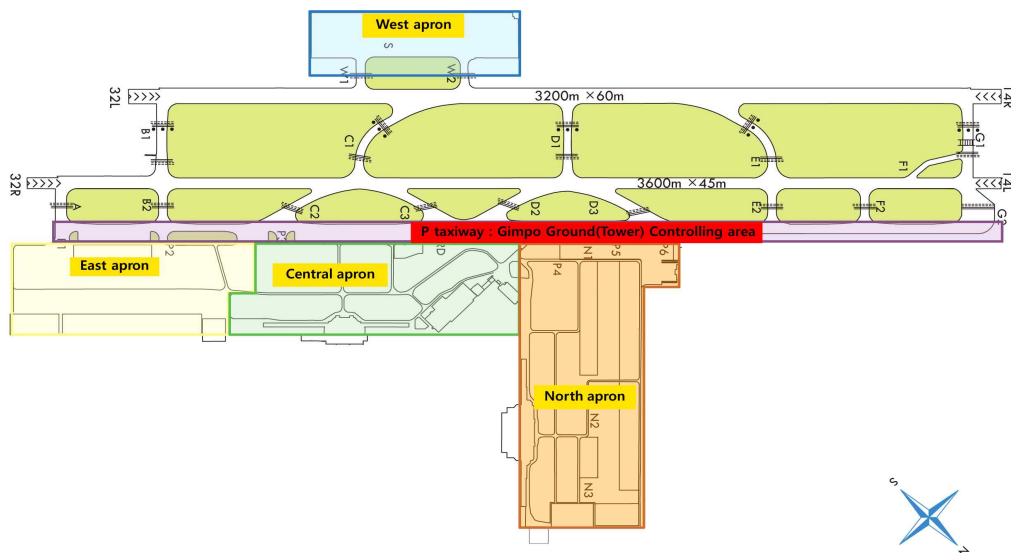 West apron
S
W1
W2
32L
3200m ×60m
14R
B1
C1
D1
E1
F1
G1
32R
3600m ×45m
14L
A
B2
C2
C3
D2
D3
E2
F2
G2
P taxiway : Gimpo Ground(Tower) Controlling area
P2
P3
RD
N1
P5
P6
East apron
Central apron
P4
North apron
N2
N3
S
N